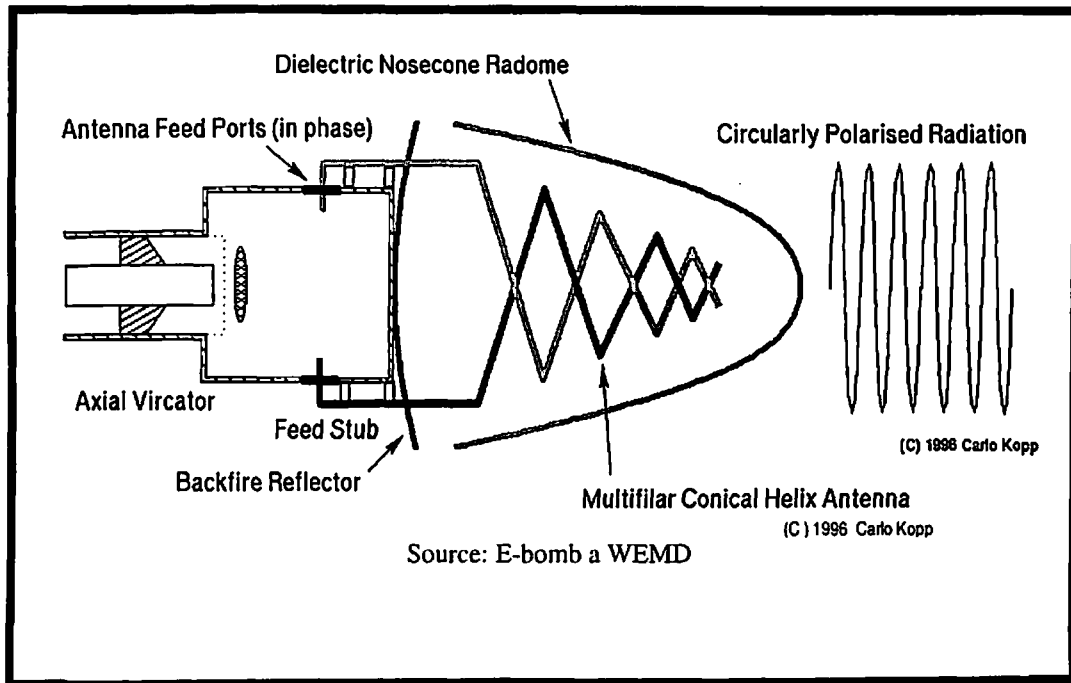 Dielectric Nosecone Radome
Antenna Feed Ports (in phase)
Circularly Polarised Radiation
Axial Vircator
Feed Stub
Backfire Reflector
(C) 1996 Carlo Kopp
Multifilar Conical Helix Antenna
(C) 1996 Carlo Kopp
Source: E-bomb a WEMD